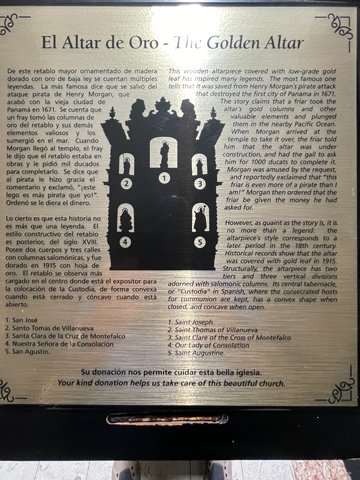 El Altar de Oro - The Golden Altar
De este retablo mayor ornamentado de madera
dorado con oro de baja ley se cuentan múltiples
leyendas. La más famosa dice que se salvó del
ataque pirata de Henry Morgan, que
acabó con la vieja ciudad de
Panamá en 1671. Se cuenta que
un fray tomó las columnas de
oro del retablo y sus demás
elementos valiosos y los
sumergió en el mar. Cuando
Morgan llegó al templo, el fray
le dijo que el retablo estaba en
obras y le pidió mil ducados
para completarlo. Se dice que
al pirata le hizo gracia el
comentario y exclamó, "¡este
lego es más pirata que yo!".
Ordenó se le diera el dinero.
Lo cierto es que esta historia no
es más que una leyenda. El
estilo constructivo del retablo
es posterior, del siglo XVIII.
Posee dos cuerpos y tres calles
con columnas salomónicas, y fue
dorado en 1915 con hoja de
oro. El retablo se observa más
cargado en el centro donde está el expositor para
la colocación de la Custodia, de forma convexa
cuando está cerrado y cóncavo cuando está
abierto.
1. San José
2. Santo Tomas de Villanueva
3. Santa Clara de la Cruz de Montefalco
4. Nuestra Señora de la Consolación
5. San Agustin.
This wooden altarpiece covered with low-grade gold
leaf has inspired many legends. The most famous one
tells that it was saved from Henry Morgan's pirate attack
that destroyed the first city of Panama in 1671.
The story claims that a friar took the
altar's gold columns and other
valuable elements and plunged
them in the nearby Pacific Ocean.
When Morgan arrived at the
temple to take it over, the friar told
him that the altar was under
construction, and had the gall to ask
him for 1000 ducats to complete it.
Morgan was amused by the request,
and reportedly exclaimed that "the
friar is even more of a pirate than I
am!" Morgan then ordered that the
friar be given the money he had
asked for.
However, as quaint as the story is, it is
no more than a legend: the
altarpiece's style corresponds to a
later period in the 18th century.
Historical records show that the altar
was covered with gold leaf in 1915.
Structurally, the altarpiece has two
tiers and three vertical divisions
adorned with salomonic columns. Its central tabernacle,
or "Custodia" in Spanish, where the consecrated hosts
for communion are kept, has a convex shape when
closed, and concave when open.
1. Saint Joseph
2. Saint Thomas of Villanueva
3. Saint Clare of the Cross of Montefalco
4. Our Lady of Consolation
5. Saint Augustine
2
1
3
4
5
Su donación nos permite cuidar esta bella iglesia.
Your kind donation helps us take care of this beautiful church.